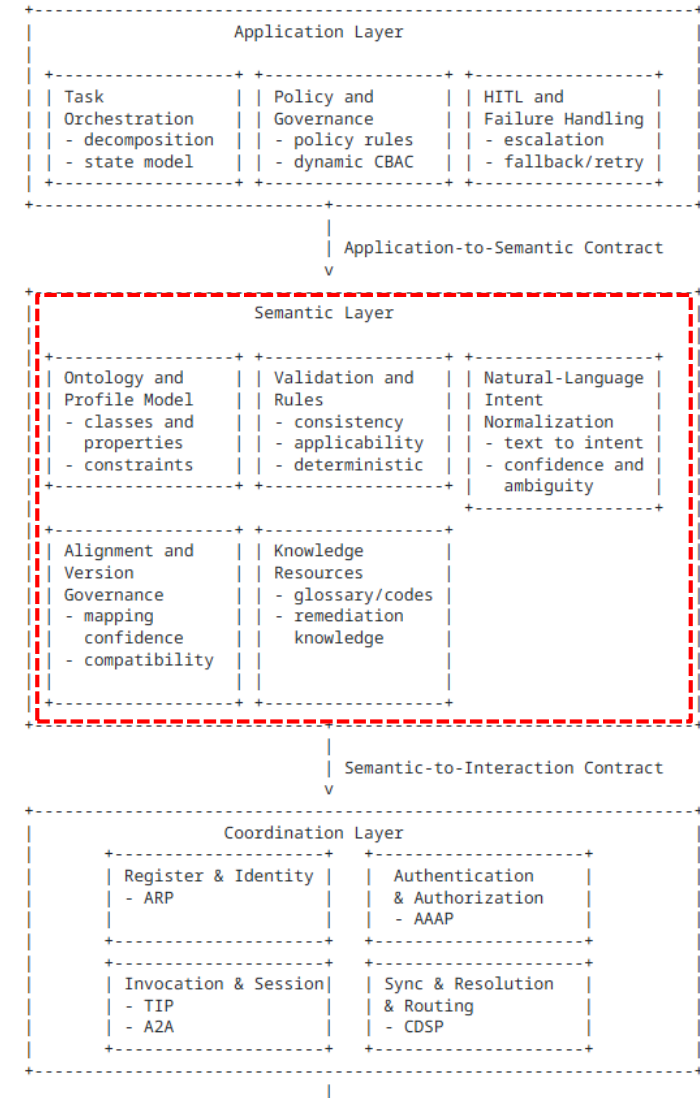 Application Layer
Task
Orchestration
- decomposition
- state model
Policy and
Governance
- policy rules
- dynamic CBAC
HITL and
Failure Handling
- escalation
- fallback/retry
Application-to-Semantic Contract
v
Semantic Layer
Ontology and
Profile Model
- classes and
properties
- constraints
Validation and
Rules
- consistency
- applicability
- deterministic
Natural-Language
Intent
Normalization
- text to intent
- confidence and
ambiguity
Alignment and
Version
Governance
- mapping
confidence
- compatibility
Knowledge
Resources
- glossary/codes
- remediation
knowledge
Semantic-to-Interaction Contract
v
Coordination Layer
Register & Identity
- ARP
Authentication
& Authorization
- AAAP
Invocation & Session
- TIP
- A2A
Sync & Resolution
& Routing
- CDSP